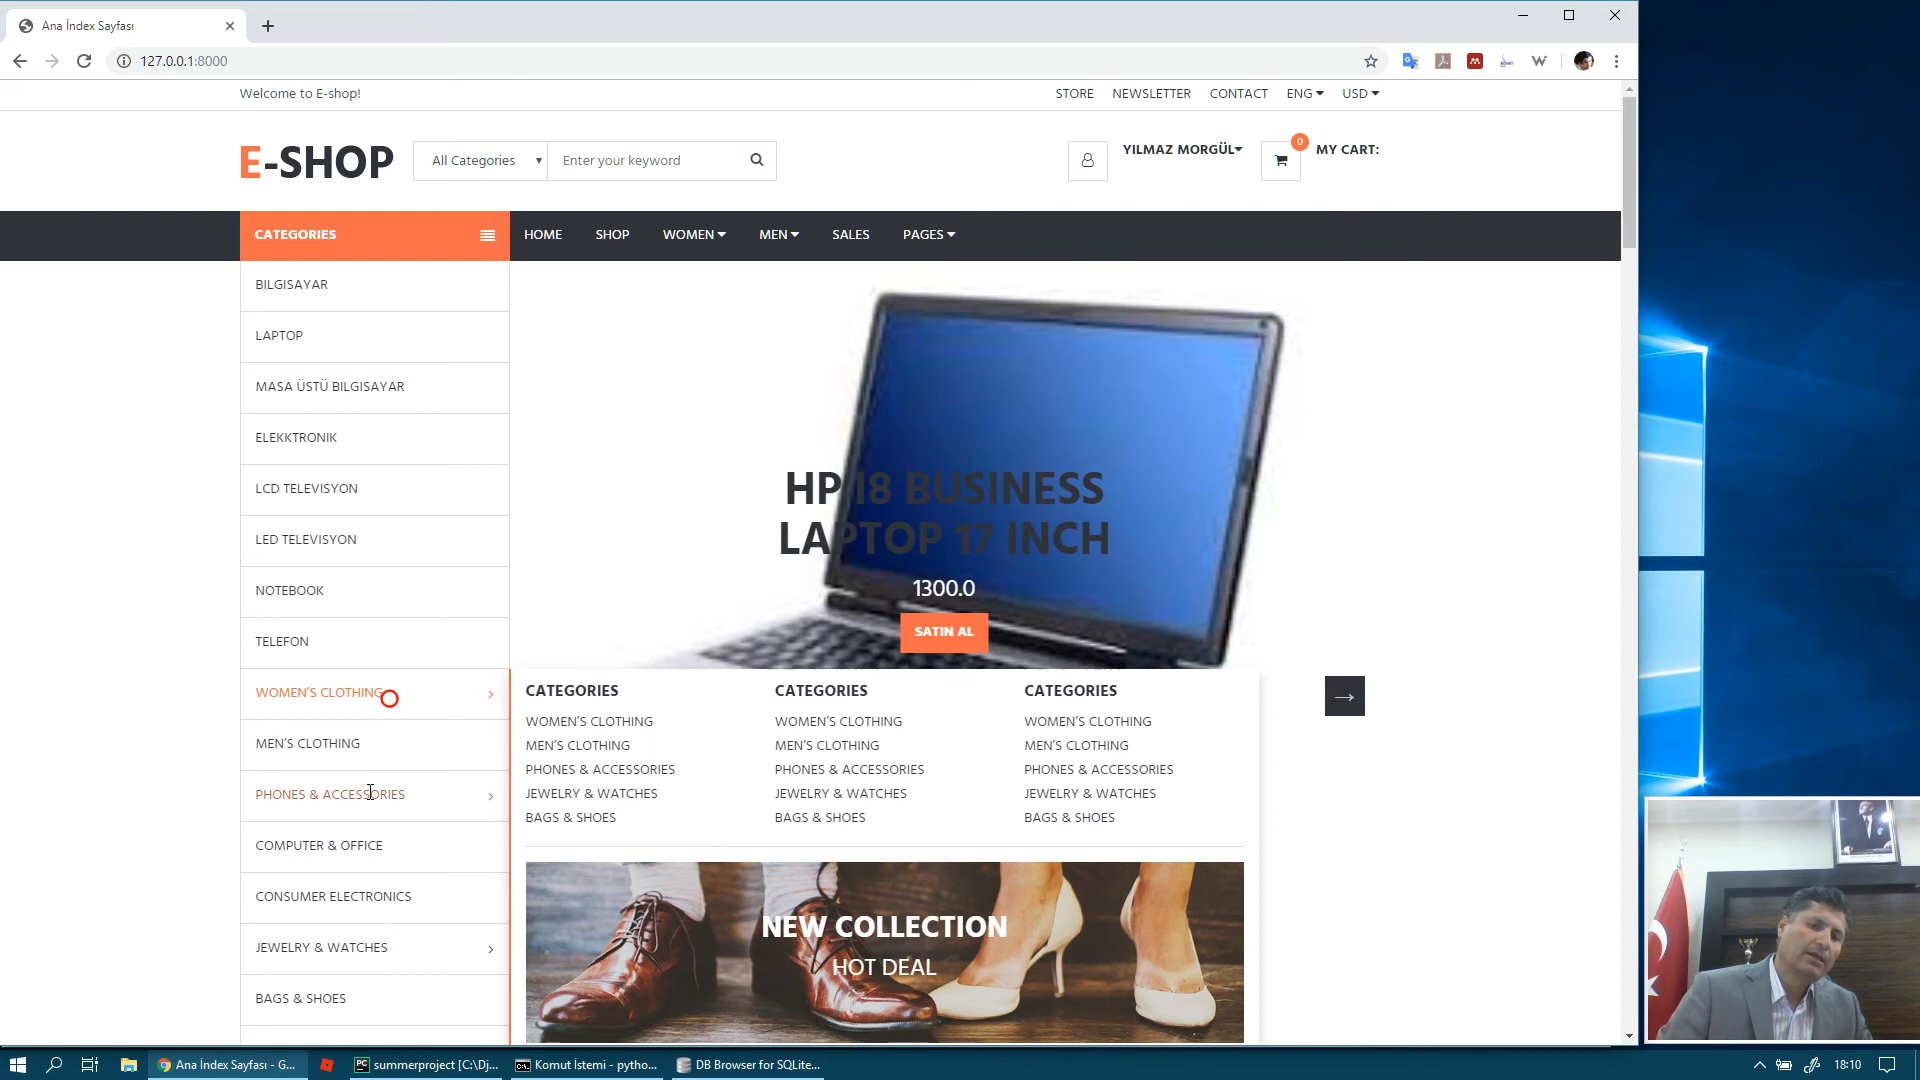 Ana İndex Sayfası
127.0.0.1:8000
Welcome to E-shop!
STORE NEWSLETTER CONTACT ENG USD
E-SHOP
All Categories
Enter your keyword
YILMAZ MORGÜL
0
MY CART:
CATEGORIES
HOME SHOP WOMEN MEN SALES PAGES
BILGISAYAR
LAPTOP
MASA ÜSTÜ BILGISAYAR
ELEKKTRONIK
LCD TELEVISYON
LED TELEVISYON
NOTEBOOK
TELEFON
WOMEN’S CLOTHING
MEN’S CLOTHING
PHONES & ACCESSORIES
COMPUTER & OFFICE
CONSUMER ELECTRONICS
JEWELRY & WATCHES
BAGS & SHOES
HP I8 BUSINESS
LAPTOP 17 INCH
1300.0
SATIN AL
→
CATEGORIES
WOMEN’S CLOTHING
MEN’S CLOTHING
PHONES & ACCESSORIES
JEWELRY & WATCHES
BAGS & SHOES
CATEGORIES
WOMEN’S CLOTHING
MEN’S CLOTHING
PHONES & ACCESSORIES
JEWELRY & WATCHES
BAGS & SHOES
CATEGORIES
WOMEN’S CLOTHING
MEN’S CLOTHING
PHONES & ACCESSORIES
JEWELRY & WATCHES
BAGS & SHOES
NEW COLLECTION
HOT DEAL
Ana İndex Sayfası - G...
summerproject [C:\Dj...
Komut İstemi - pytho...
DB Browser for SQLite...
18:10